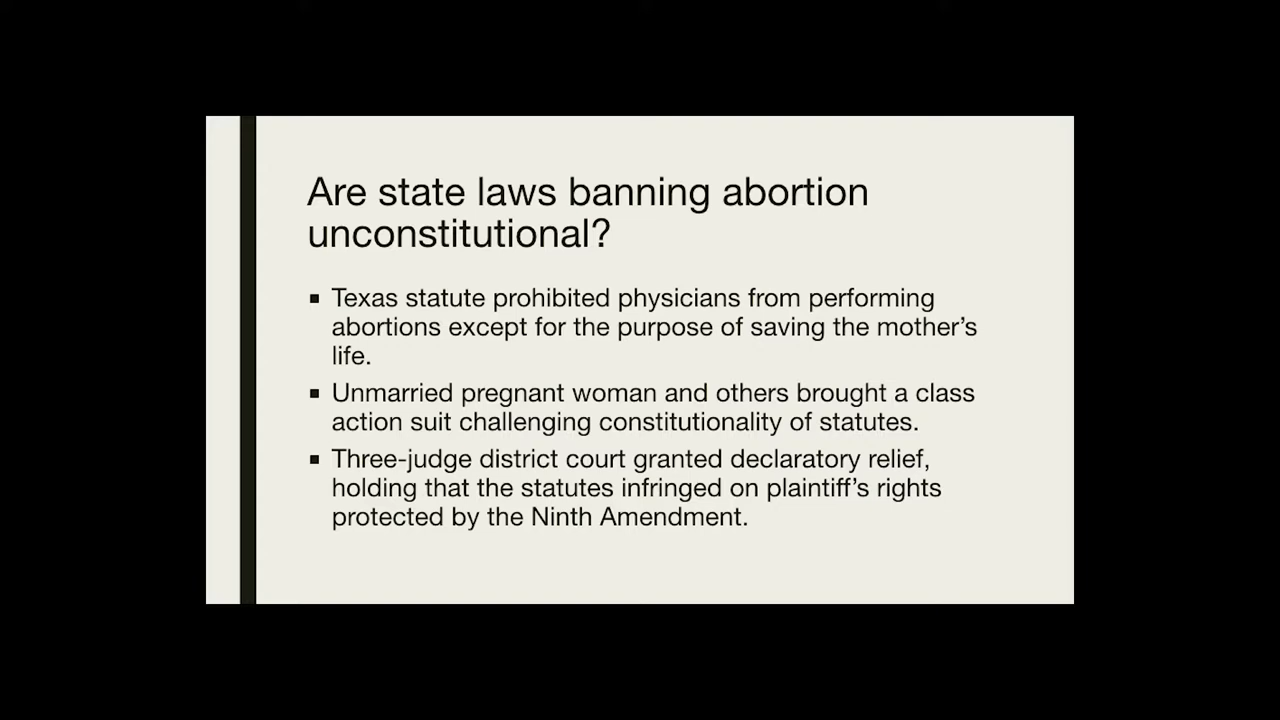 Are state laws banning abortion
unconstitutional?
▪ Texas statute prohibited physicians from performing
abortions except for the purpose of saving the mother’s
life.
▪ Unmarried pregnant woman and others brought a class
action suit challenging constitutionality of statutes.
▪ Three-judge district court granted declaratory relief,
holding that the statutes infringed on plaintiff’s rights
protected by the Ninth Amendment.